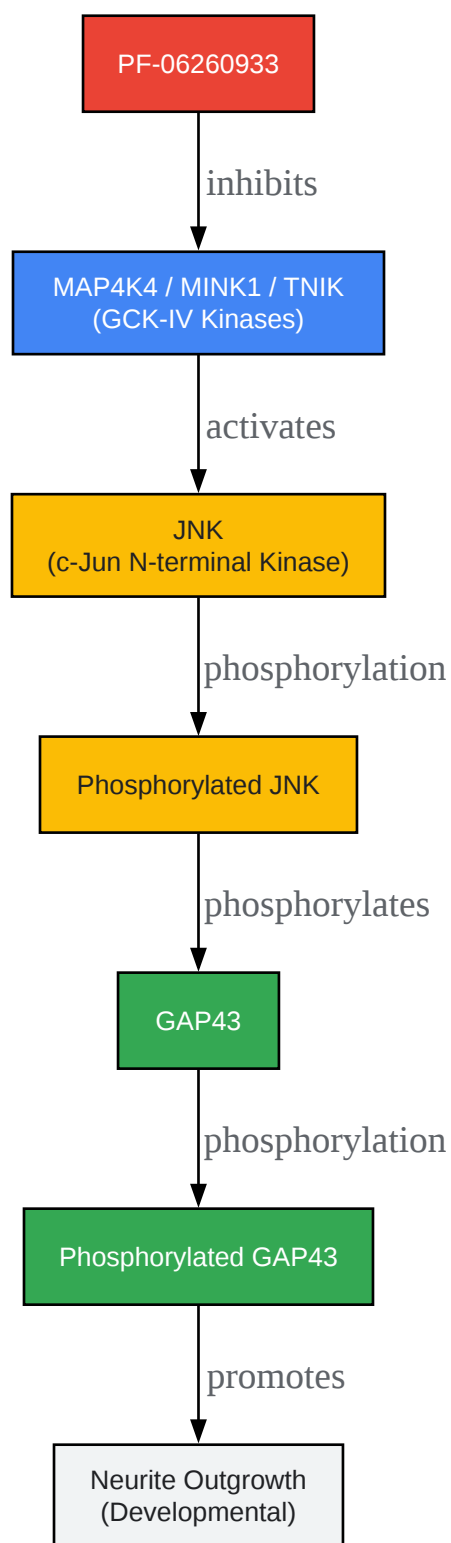 PF-06260933
inhibits
MAP4K4 / MINK1 / TNIK
(GCK-IV Kinases)
activates
JNK
(c-Jun N-terminal Kinase)
phosphorylation
Phosphorylated JNK
phosphorylates
GAP43
phosphorylation
Phosphorylated GAP43
promotes
Neurite Outgrowth
(Developmental)